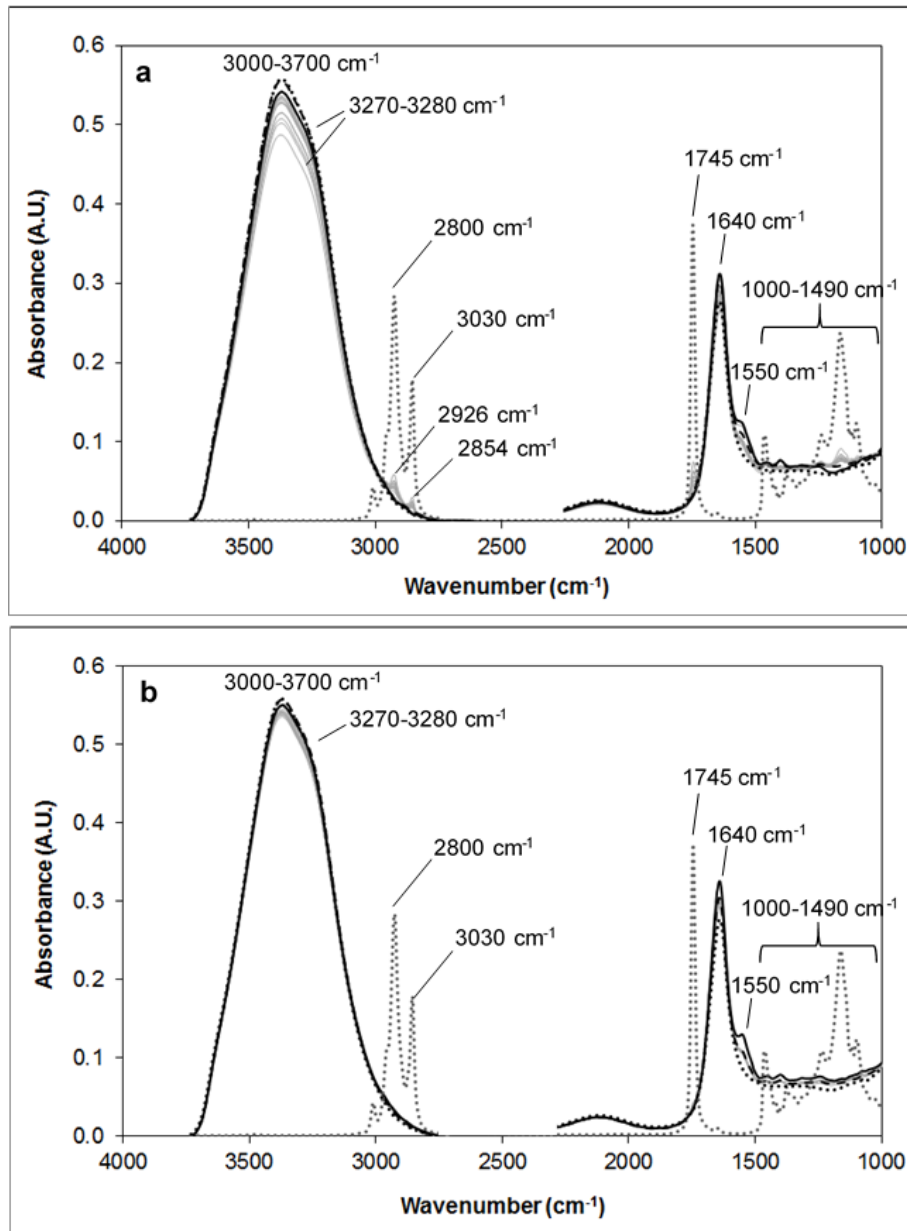 a
3000-3700 cm⁻¹
3270-3280 cm⁻¹
2800 cm⁻¹
3030 cm⁻¹
2926 cm⁻¹
2854 cm⁻¹
1745 cm⁻¹
1640 cm⁻¹
1000-1490 cm⁻¹
1550 cm⁻¹
Absorbance (A.U.)
0.6
0.5
0.4
0.3
0.2
0.1
0.0
4000 3500 3000 2500 2000 1500 1000
Wavenumber (cm⁻¹)
b
3000-3700 cm⁻¹
3270-3280 cm⁻¹
2800 cm⁻¹
3030 cm⁻¹
1745 cm⁻¹
1640 cm⁻¹
1000-1490 cm⁻¹
1550 cm⁻¹
Absorbance (A.U.)
0.6
0.5
0.4
0.3
0.2
0.1
0.0
4000 3500 3000 2500 2000 1500 1000
Wavenumber (cm⁻¹)